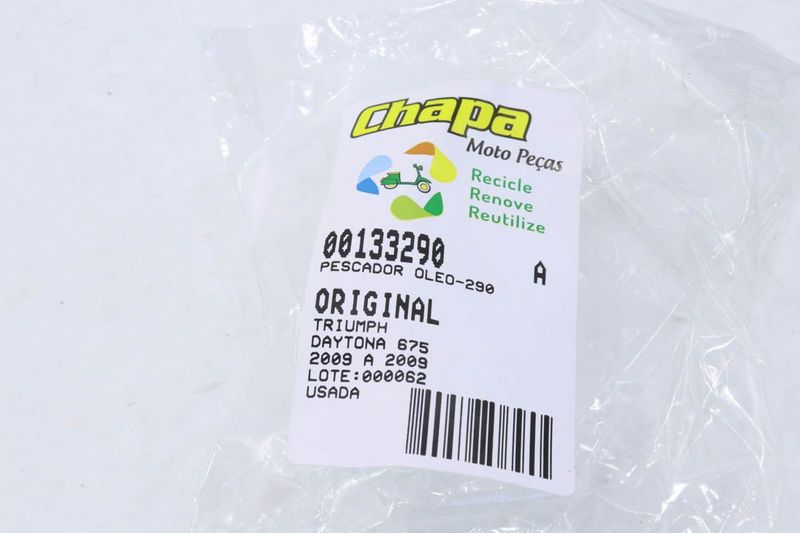 Chapa
Moto Peças
Recicle
Renove
Reutilize
00133290
A
PESCADOR OLEO-290
ORIGINAL
TRIUMPH
DAYTONA 675
2009 A 2009
LOTE:000062
USADA